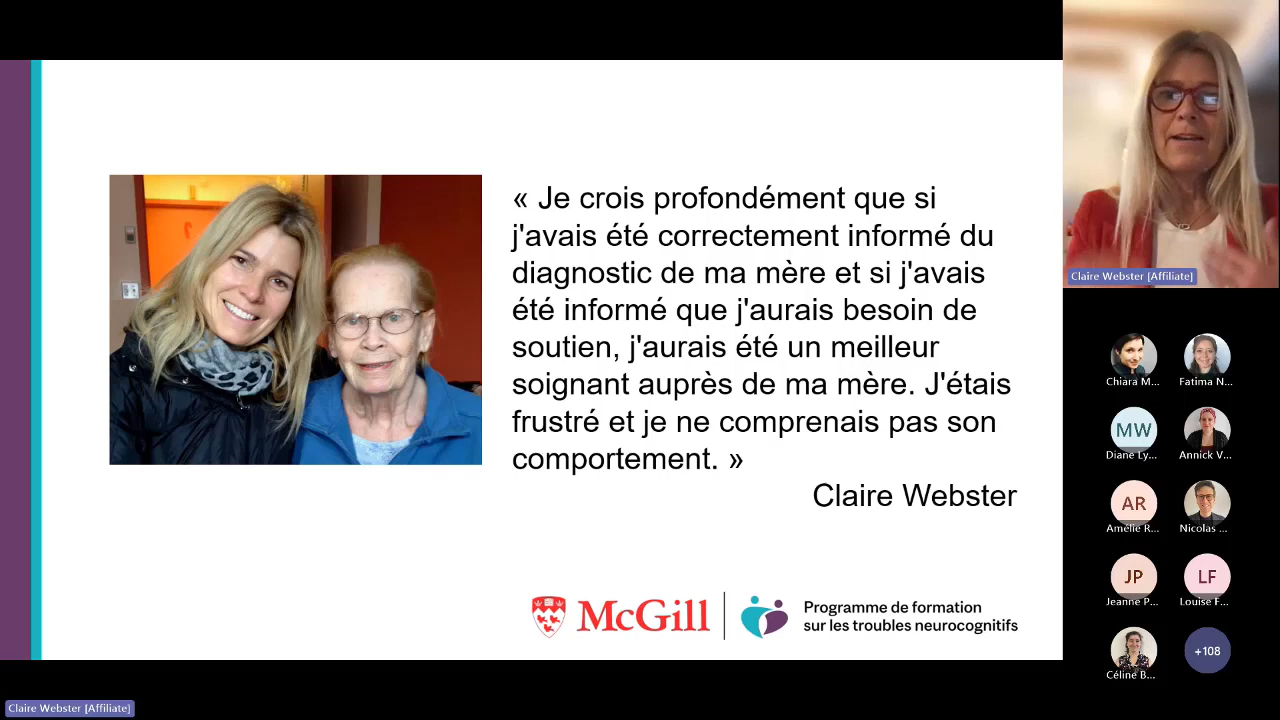 « Je crois profondément que si
j'avais été correctement informé du
diagnostic de ma mère et si j'avais
été informé que j'aurais besoin de
soutien, j'aurais été un meilleur
soignant auprès de ma mère. J'étais
frustré et je ne comprenais pas son
comportement. »
Claire Webster
McGill
Programme de formation
sur les troubles neurocognitifs
Claire Webster [Affiliate]
Chiara M...
Fatima N...
MW
Diane Ly...
Annick V...
AR
Amélie R...
Nicolas ...
JP
Jeanne P...
LF
Louise F...
Céline B...
+108
Claire Webster [Affiliate]